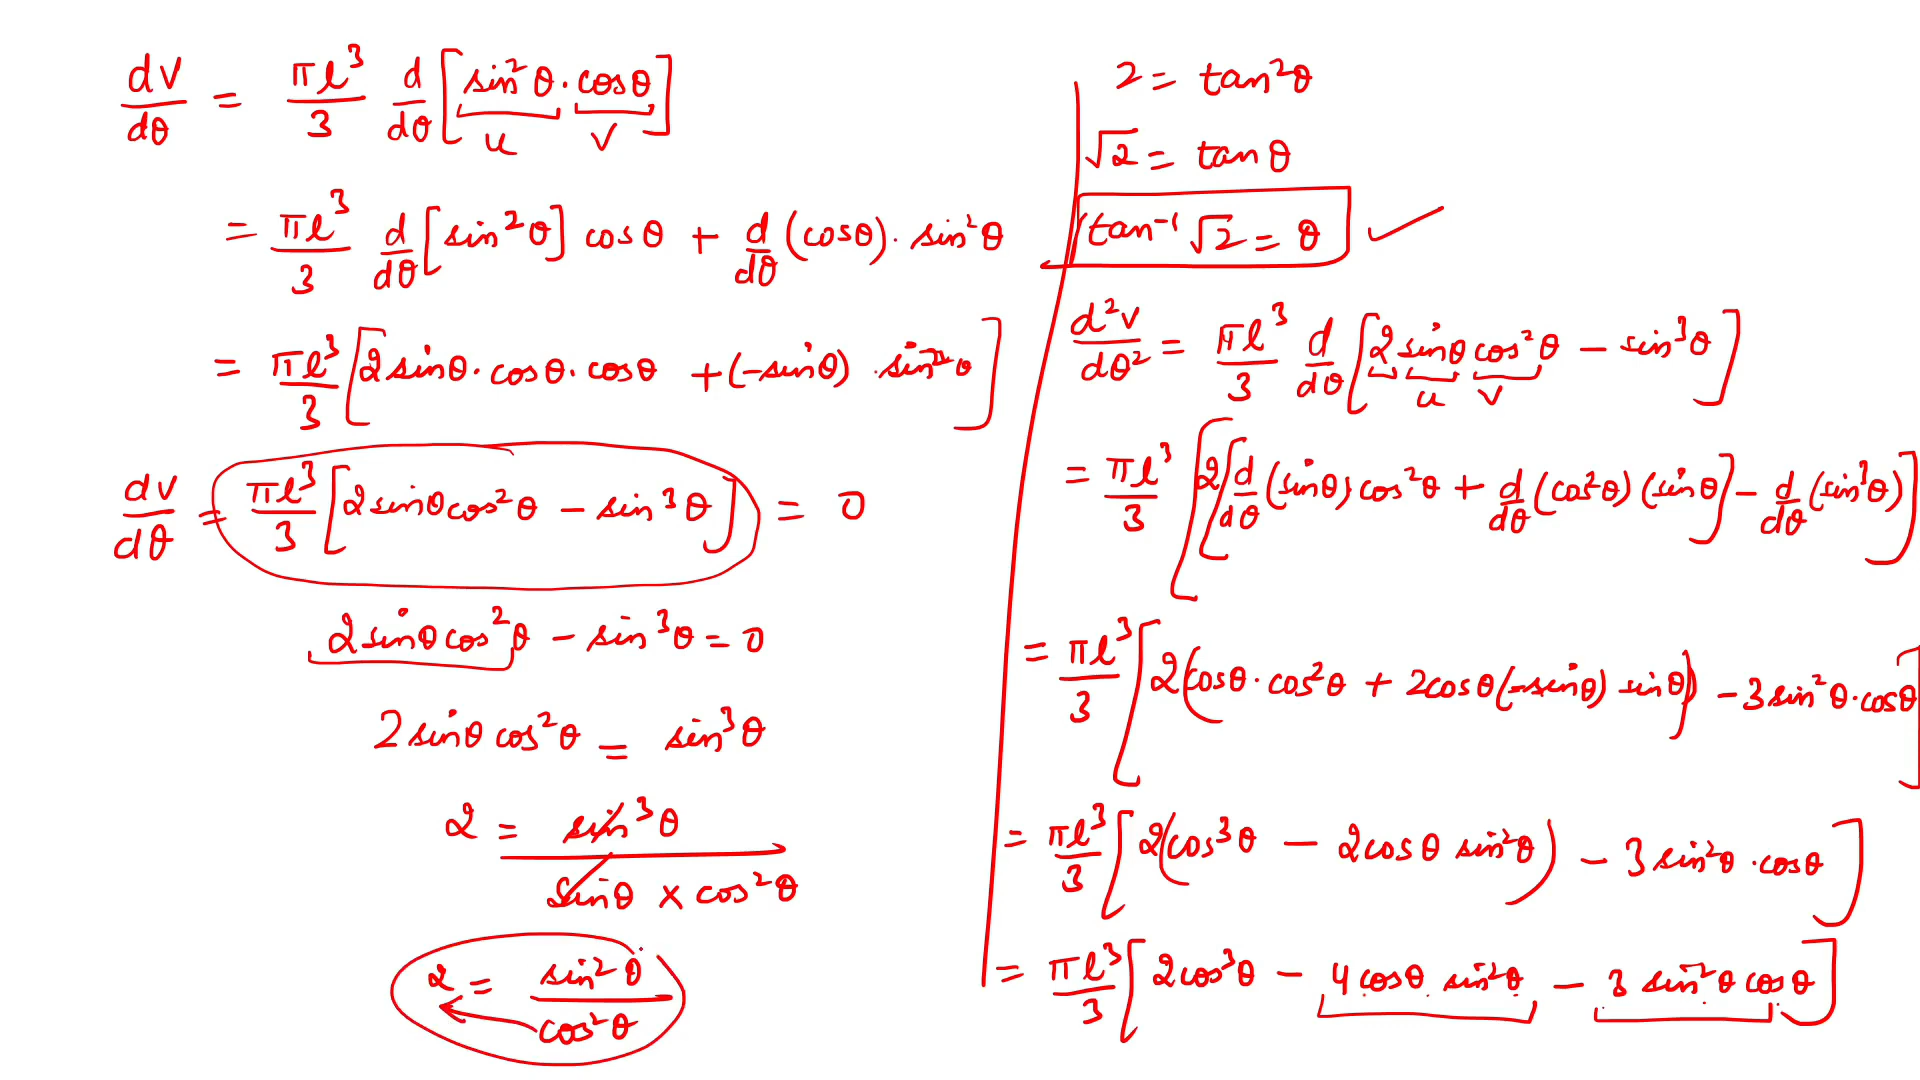 dv/dθ = πl³/3 d/dθ [sin²θ · cosθ]
u v
= πl³/3 d/dθ [sin²θ] cosθ + d/dθ (cosθ) · sin²θ
= πl³/3 [2 sinθ · cosθ · cosθ + (-sinθ) · sin²θ]
dv/dθ = πl³/3 [2 sinθ cos²θ - sin³θ] = 0
2 sinθ cos²θ - sin³θ = 0
2 sinθ cos²θ = sin³θ
2 = sin³θ / sinθ × cos²θ
2 = sin²θ / cos²θ
2 = tan²θ
√2 = tanθ
tan⁻¹ √2 = θ ✓
d²v/dθ² = πl³/3 d/dθ [2 sinθ cos²θ - sin³θ]
u v
= πl³/3 [2[d/dθ (sinθ) cos²θ + d/dθ (cos²θ) (sinθ)] - d/dθ (sin³θ)]
= πl³/3 [2(cosθ · cos²θ + 2cosθ(-sinθ) sinθ) - 3 sin²θ · cosθ]
= πl³/3 [2(cos³θ - 2cosθ sin²θ) - 3 sin²θ · cosθ]
= πl³/3 [2cos³θ - 4 cosθ sin²θ - 3 sin²θ cosθ]